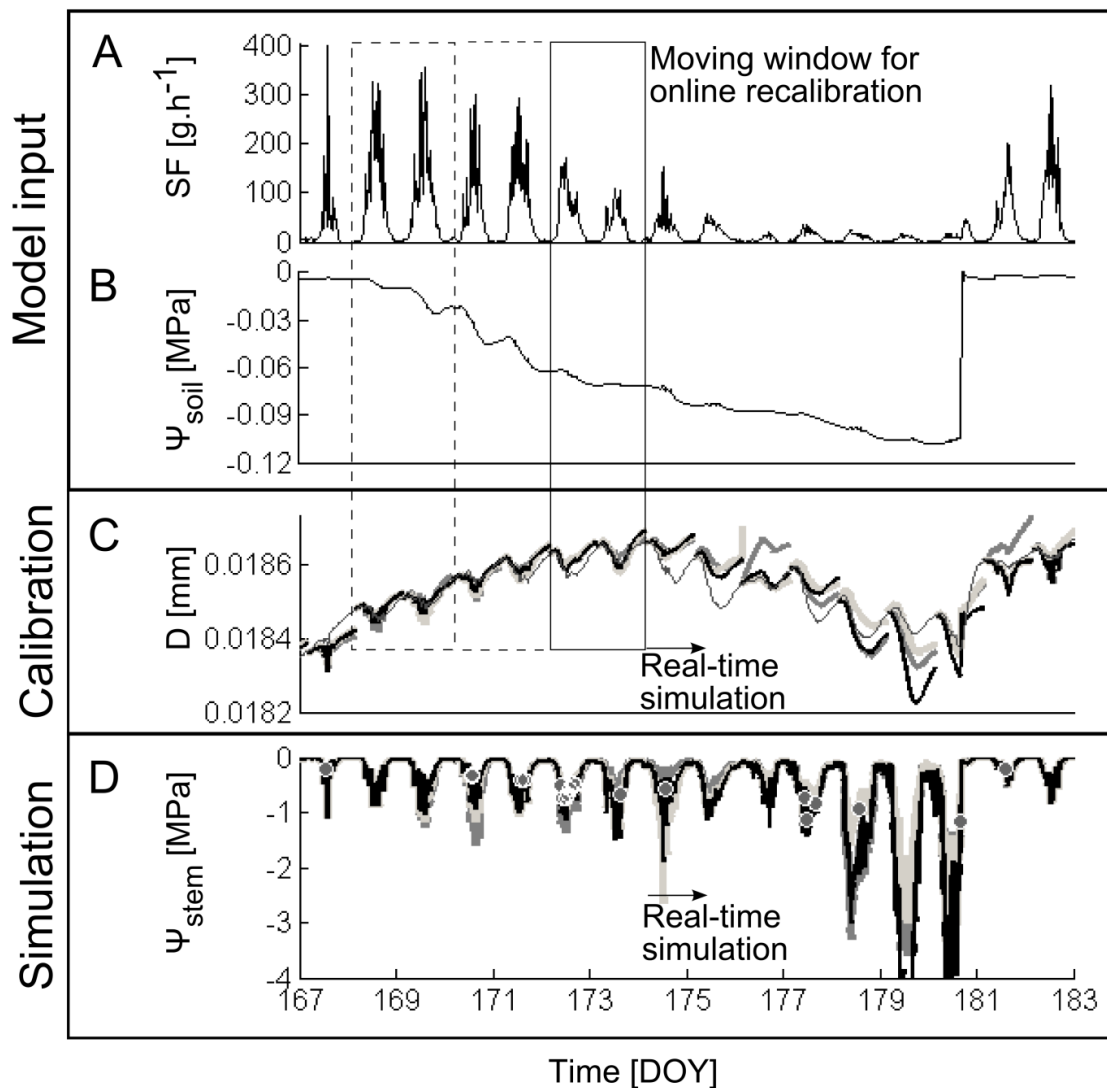 Model input
A
SF [g.h⁻¹]
400
300
200
100
0
Moving window for
online recalibration
B
Ψsoil [MPa]
0
-0.03
-0.06
-0.09
-0.12
Calibration
C
D [mm]
0.0186
0.0184
0.0182
Real-time
simulation
Simulation
D
Ψstem [MPa]
0
-1
-2
-3
-4
Real-time
simulation
167 169 171 173 175 177 179 181 183
Time [DOY]